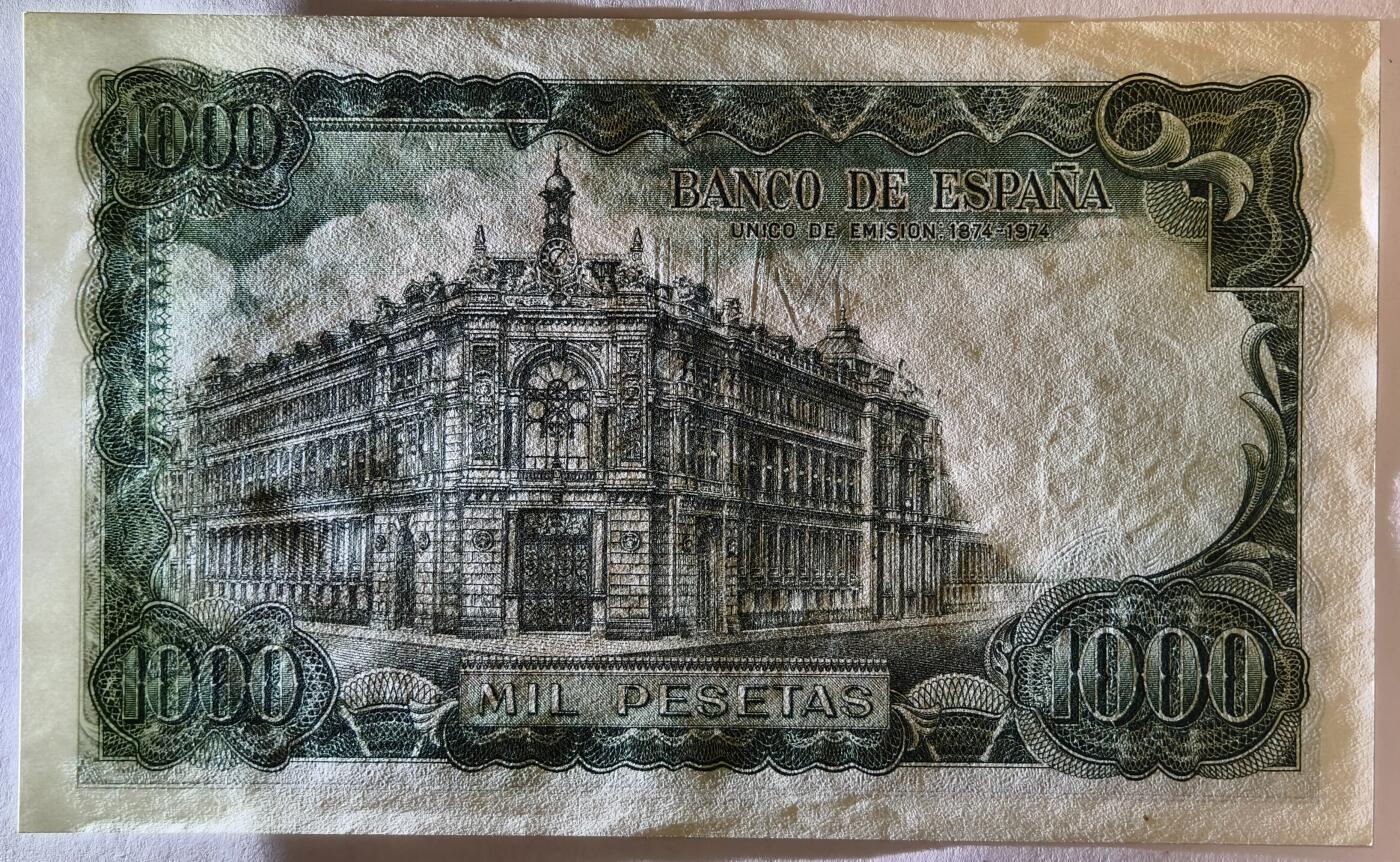 1000
BANCO DE ESPAÑA
UNICO DE EMISION: 1874-1974
1000
MIL PESETAS
1000